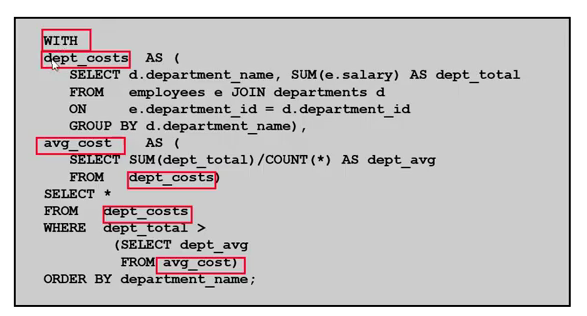 WITH
dept_costs AS (
SELECT d.department_name, SUM(e.salary) AS dept_total
FROM employees e JOIN departments d
ON e.department_id = d.department_id
GROUP BY d.department_name),
avg_cost AS (
SELECT SUM(dept_total)/COUNT(*) AS dept_avg
FROM dept_costs)
SELECT *
FROM dept_costs
WHERE dept_total >
(SELECT dept_avg
FROM avg_cost)
ORDER BY department_name;